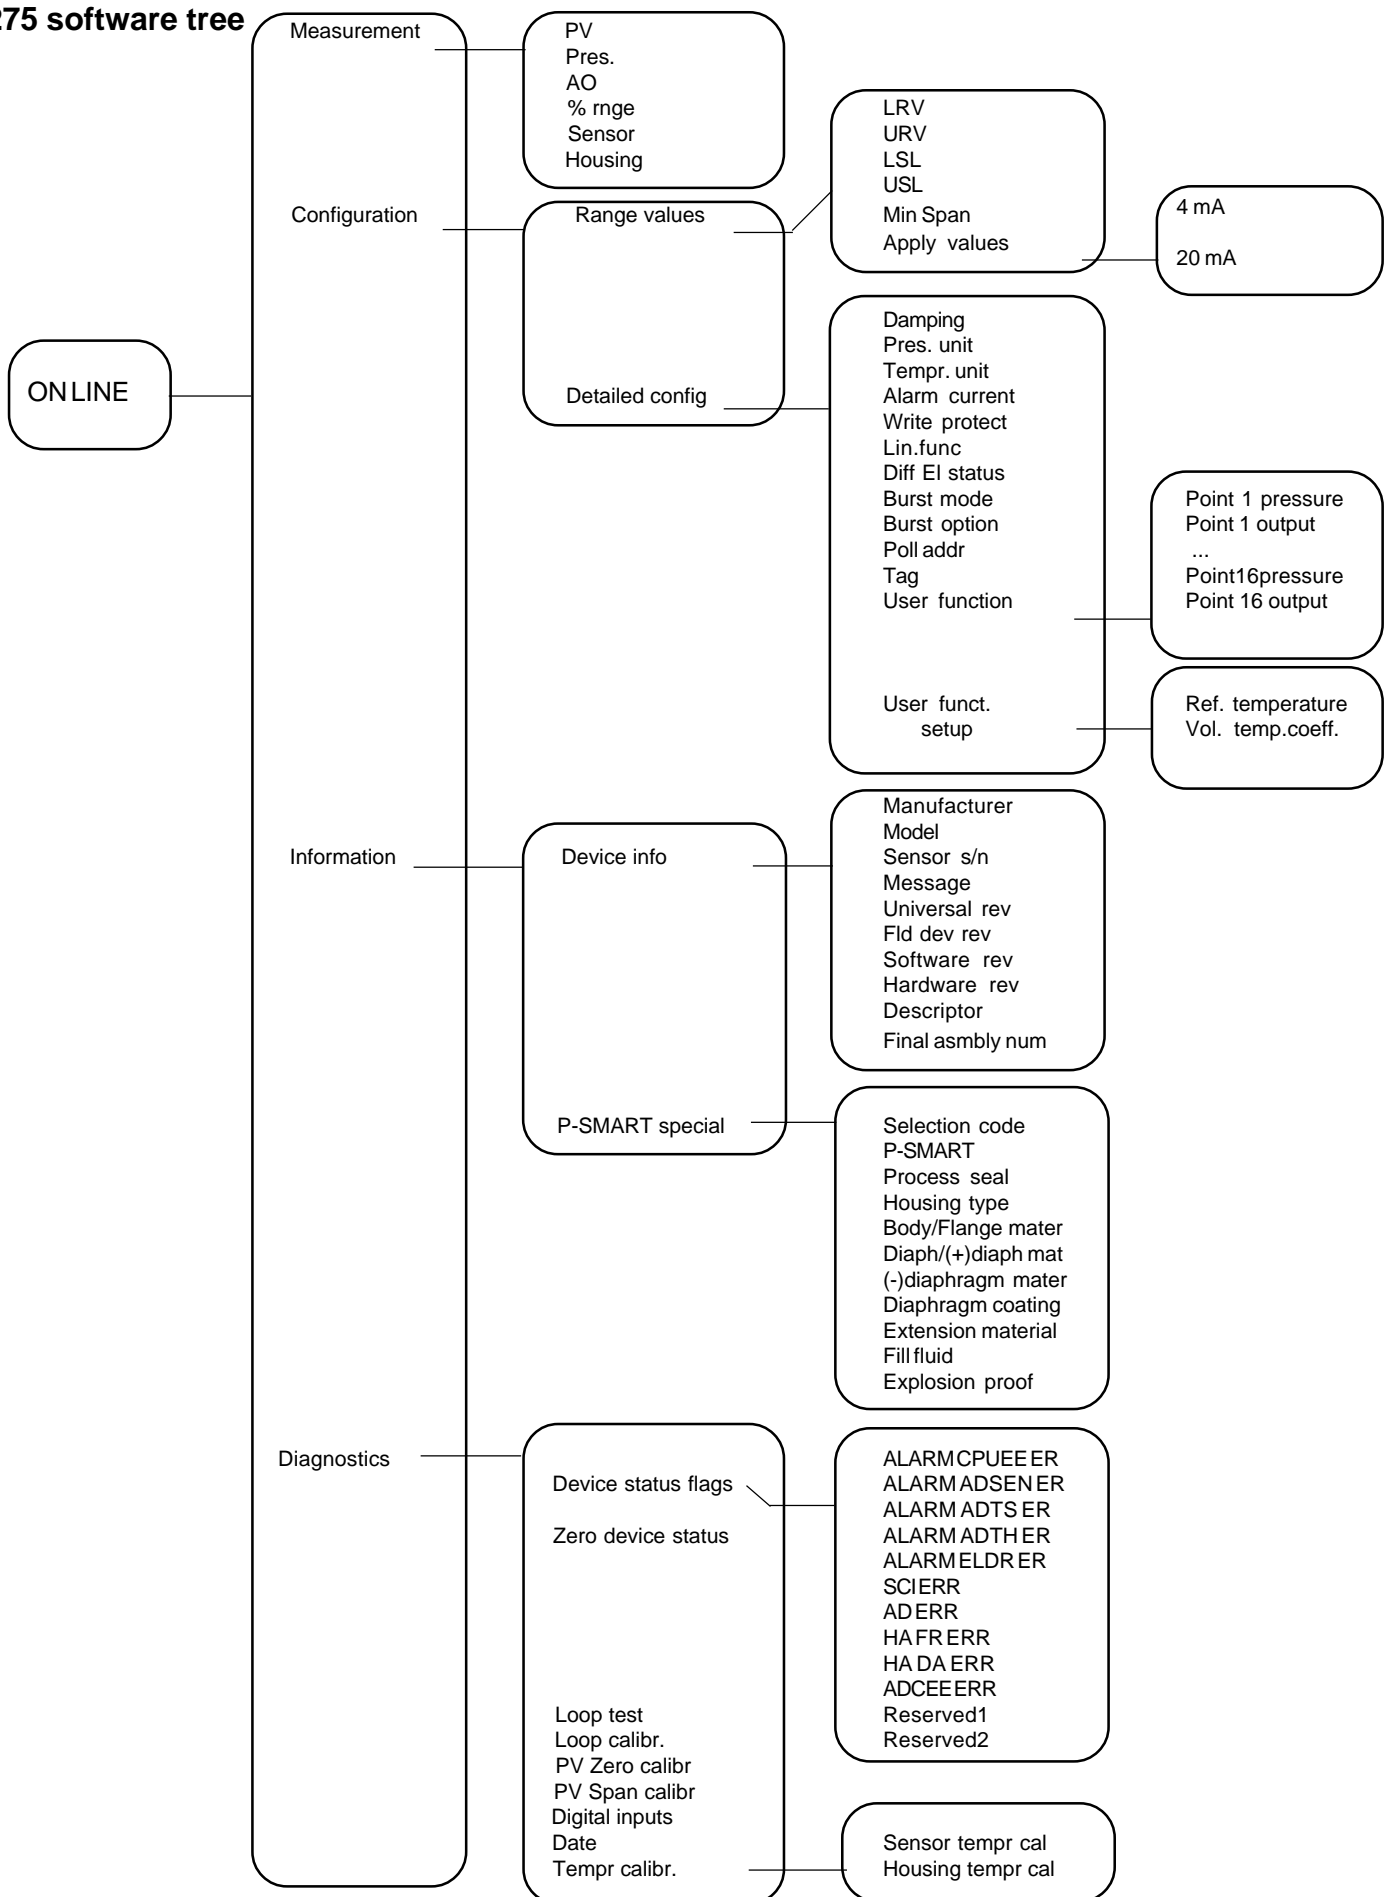 275 software tree
ON LINE
Measurement
Configuration
Information
Diagnostics
PV
Pres.
AO
% rnge
Sensor
Housing
Range values
Detailed config
LRV
URV
LSL
USL
Min Span
Apply values
4 mA
20 mA
Damping
Pres. unit
Tempr. unit
Alarm current
Write protect
Lin.func
Diff El status
Burst mode
Burst option
Poll addr
Tag
User function
User funct.
setup
Point 1 pressure
Point 1 output
...
Point16pressure
Point 16 output
Ref. temperature
Vol. temp.coeff.
Device info
P-SMART special
Manufacturer
Model
Sensor s/n
Message
Universal rev
Fld dev rev
Software rev
Hardware rev
Descriptor
Final asmbly num
Selection code
P-SMART
Process seal
Housing type
Body/Flange mater
Diaph/(+)diaph mat
(-)diaphragm mater
Diaphragm coating
Extension material
Fill fluid
Explosion proof
Device status flags
Zero device status
Loop test
Loop calibr.
PV Zero calibr
PV Span calibr
Digital inputs
Date
Tempr calibr.
ALARM CPUEE ER
ALARM ADSEN ER
ALARM ADTS ER
ALARM ADTH ER
ALARM ELDR ER
SCI ERR
AD ERR
HA FR ERR
HA DA ERR
ADCEE ERR
Reserved1
Reserved2
Sensor tempr cal
Housing tempr cal